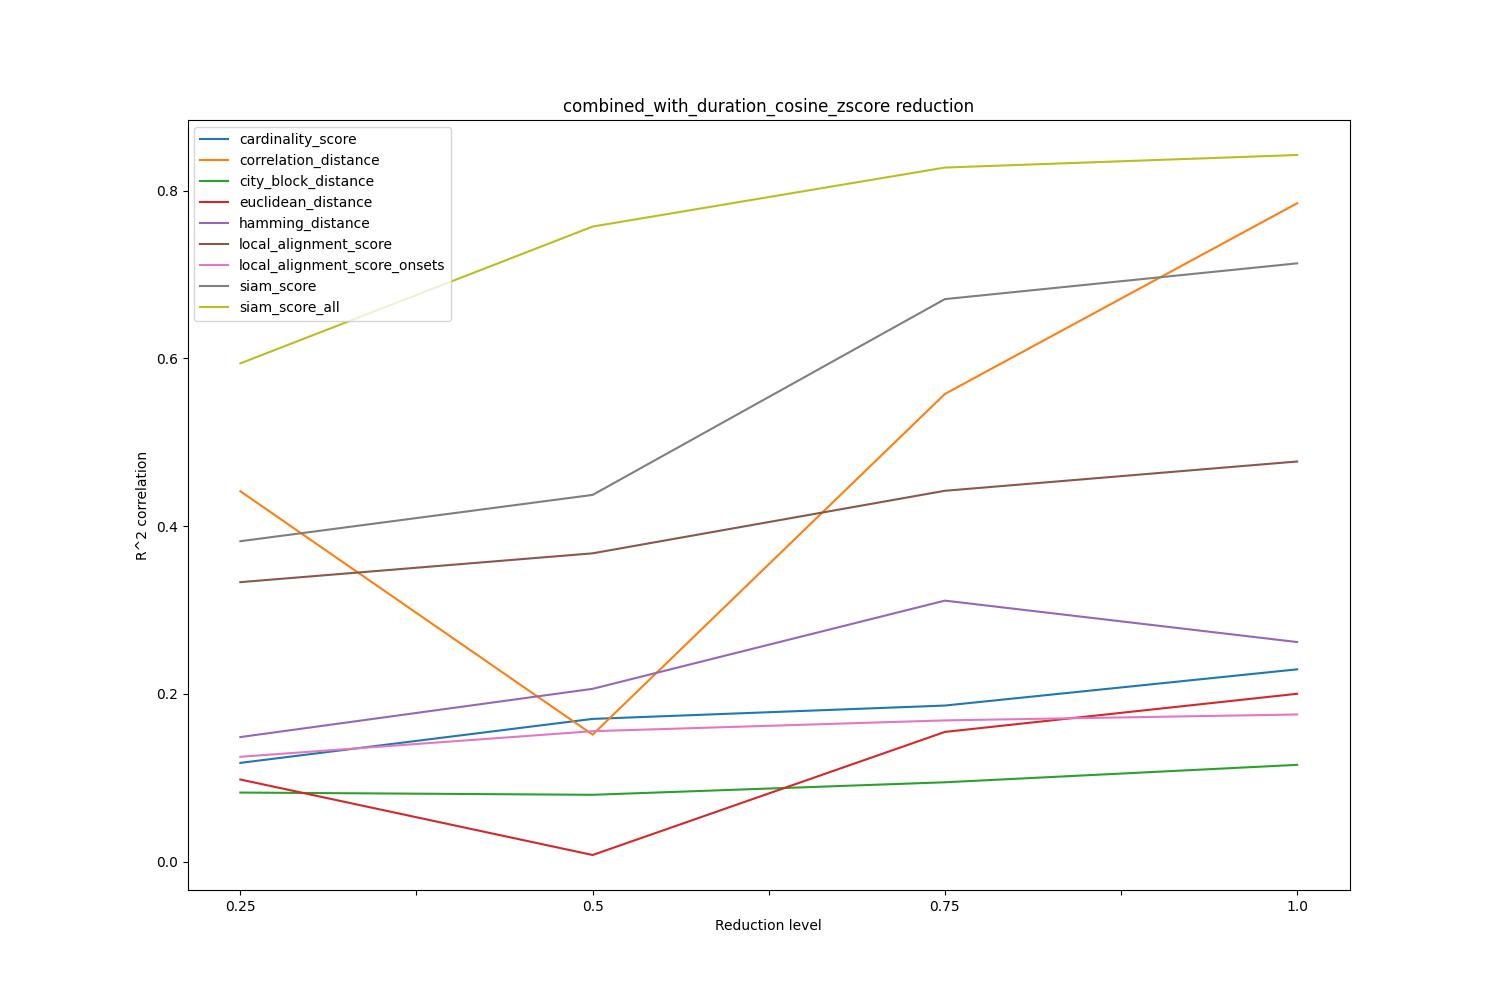 combined_with_duration_cosine_zscore reduction
cardinality_score
correlation_distance
city_block_distance
euclidean_distance
hamming_distance
local_alignment_score
local_alignment_score_onsets
siam_score
siam_score_all
0.8
0.6
0.4
0.2
0.0
R^2 correlation
0.25 0.5 0.75 1.0
Reduction level